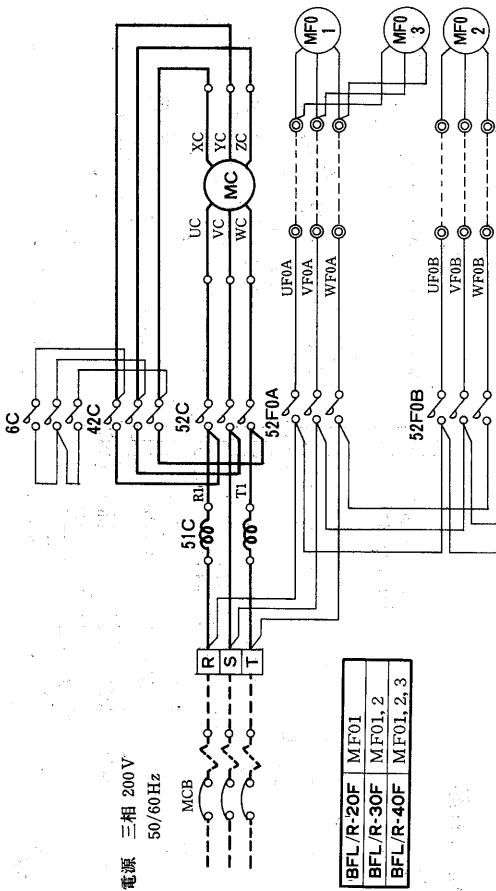 電源 三相 200V
50/60Hz
MCB
R
S
T
51C
R1
T1
6C
42C
52C
52F0A
52F0B
UC
VC
WC
MC
XC
YC
ZC
UF0A
VF0A
WF0A
UF0B
VF0B
WF0B
MF0
1
MF0
3
MF0
2
BFL/R-20F MF01
BFL/R-30F MF01, 2
BFL/R-40F MF01, 2, 3